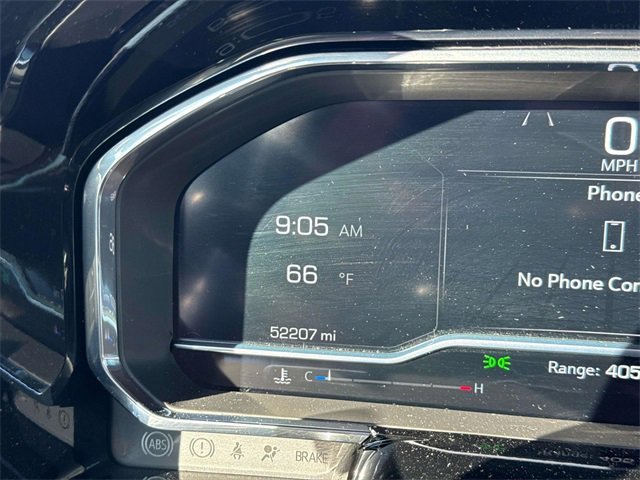 0
MPH
Phone
9:05 AM
66 °F
No Phone Con
52207 mi
Range: 405
C H
ABS
BRAKE